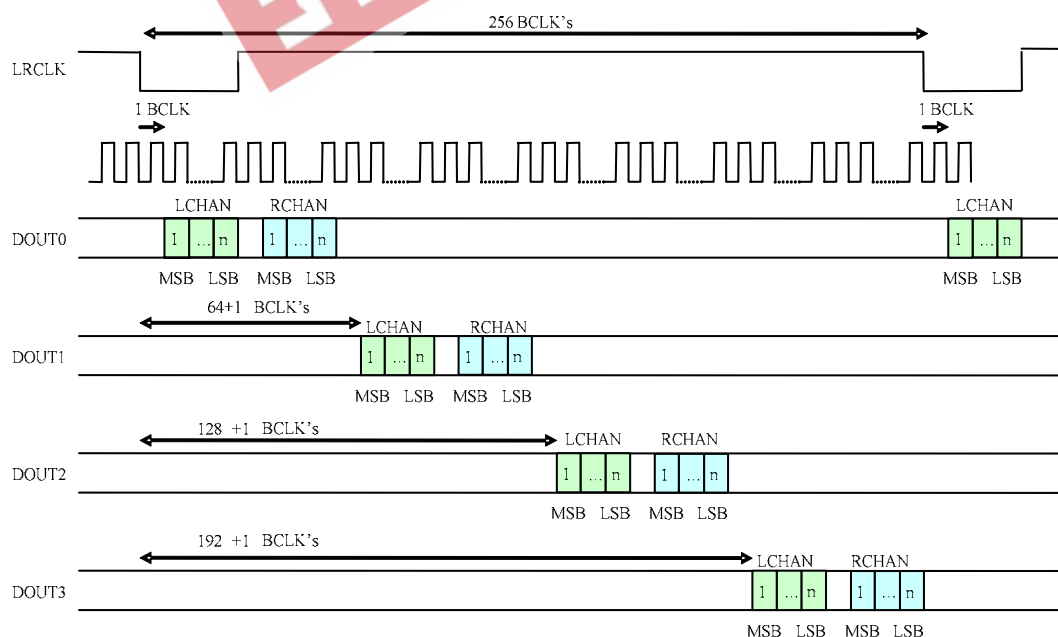 256 BCLK's
LRCLK
1 BCLK 1 BCLK
LCHAN RCHAN LCHAN
DOUT0 1 ... n 1 ... n 1 ... n
MSB LSB MSB LSB MSB LSB
64+1 BCLK's
LCHAN RCHAN
DOUT1 1 ... n 1 ... n
MSB LSB MSB LSB
128 +1 BCLK's
LCHAN RCHAN
DOUT2 1 ... n 1 ... n
MSB LSB MSB LSB
192 +1 BCLK's
LCHAN RCHAN
DOUT3 1 ... n 1 ... n
MSB LSB MSB LSB